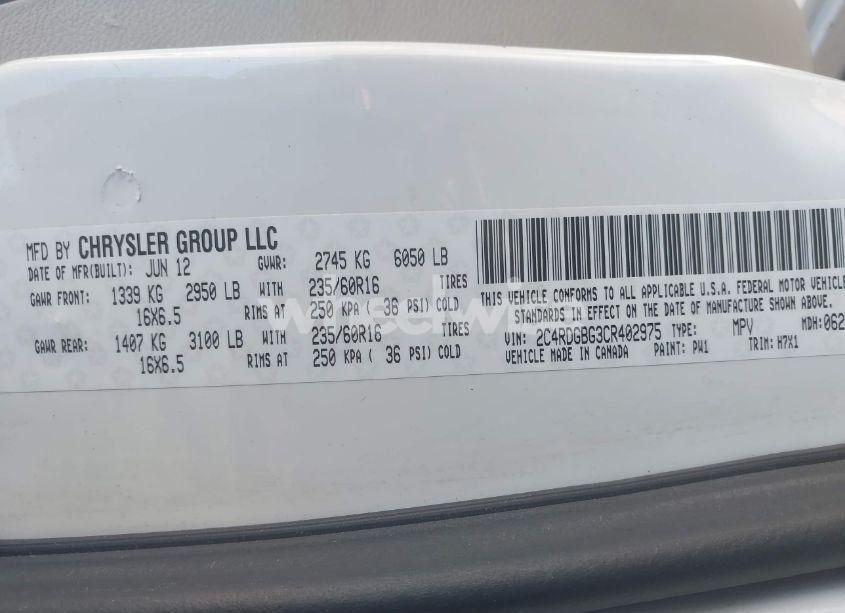 MFD BY CHRYSLER GROUP LLC
DATE OF MFR(BUILT): JUN 12 GVWR: 2745 KG 6050 LB
GAWR FRONT: 1339 KG 2950 LB WITH 235/60R16 TIRES
16X6.5 RIMS AT 250 KPA ( 36 PSI) COLD
GAWR REAR: 1407 KG 3100 LB WITH 235/60R16 TIRES
16X6.5 RIMS AT 250 KPA ( 36 PSI) COLD
THIS VEHICLE CONFORMS TO ALL APPLICABLE U.S.A. FEDERAL MOTOR VEHICLE
STANDARDS IN EFFECT ON THE DATE OF MANUFACTURE SHOWN ABOVE.
VIN: 2C4RDGBG3CR402975 TYPE: MPV MDH:062
VEHICLE MADE IN CANADA PAINT: PW1 TRIM: H7X1